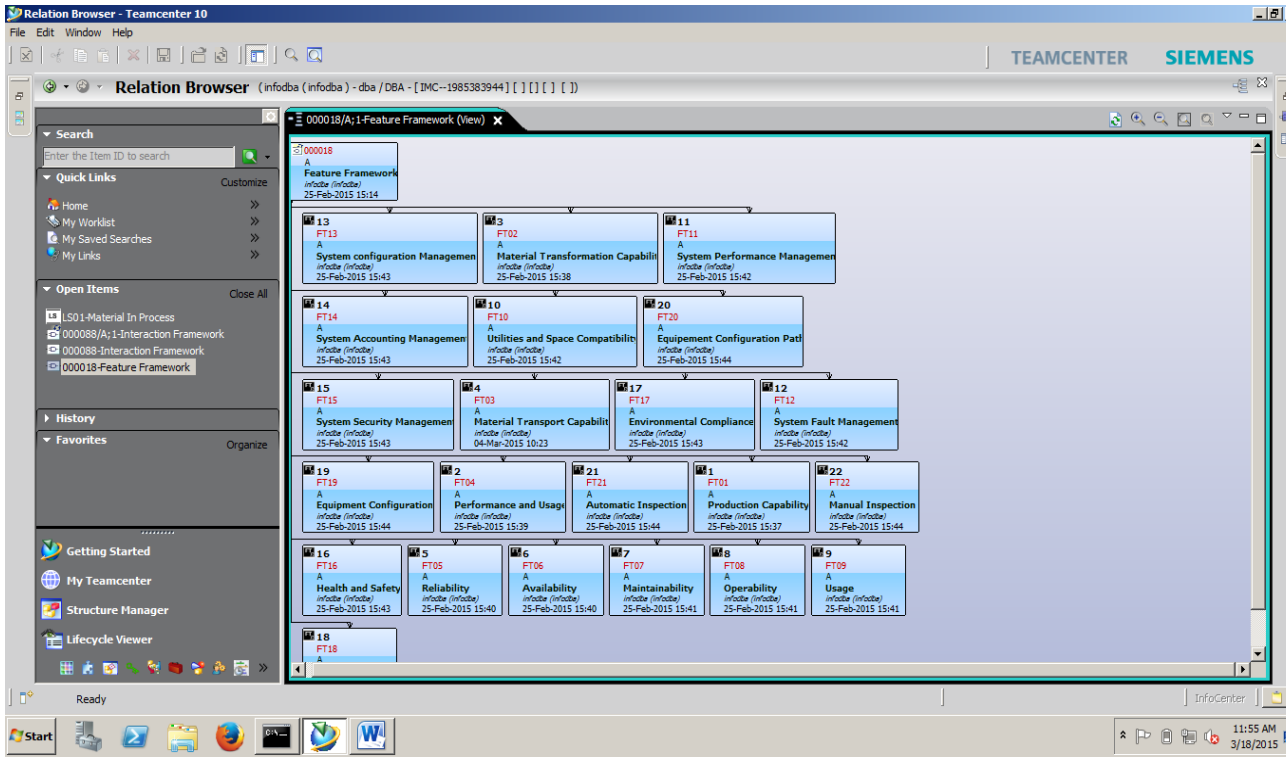 Relation Browser - Teamcenter 10
File Edit Window Help
TEAMCENTER SIEMENS
Relation Browser (infodba ( infodba ) - dba / DBA - [ IMC--1985383944 ] [ ] [ ] [ ] [ ])
Search
Enter the Item ID to search
Quick Links Customize
Home
My Worklist
My Saved Searches
My Links
Open Items Close All
LS01-Material In Process
000088/A;1-Interaction Framework
000088-Interaction Framework
000018-Feature Framework
History
Favorites Organize
Getting Started
My Teamcenter
Structure Manager
Lifecycle Viewer
000018/A;1-Feature Framework (View)
000018
A
Feature Framework
infodba (infodba)
25-Feb-2015 15:14
13
FT13
A
System configuration Managemen
infodba (infodba)
25-Feb-2015 15:43
3
FT02
A
Material Transformation Capabilit
infodba (infodba)
25-Feb-2015 15:38
11
FT11
A
System Performance Managemen
infodba (infodba)
25-Feb-2015 15:42
14
FT14
A
System Accounting Managemen
infodba (infodba)
25-Feb-2015 15:43
10
FT10
A
Utilities and Space Compatibility
infodba (infodba)
25-Feb-2015 15:42
20
FT20
A
Equipement Configuration Path
infodba (infodba)
25-Feb-2015 15:44
15
FT15
A
System Security Managemen
infodba (infodba)
25-Feb-2015 15:43
4
FT03
A
Material Transport Capabilit
infodba (infodba)
04-Mar-2015 10:23
17
FT17
A
Environmental Compliance
infodba (infodba)
25-Feb-2015 15:43
12
FT12
A
System Fault Management
infodba (infodba)
25-Feb-2015 15:42
19
FT19
A
Equipment Configuration
infodba (infodba)
25-Feb-2015 15:44
2
FT04
A
Performance and Usage
infodba (infodba)
25-Feb-2015 15:39
21
FT21
A
Automatic Inspection
infodba (infodba)
25-Feb-2015 15:44
1
FT01
A
Production Capability
infodba (infodba)
25-Feb-2015 15:37
22
FT22
A
Manual Inspection
infodba (infodba)
25-Feb-2015 15:44
16
FT16
A
Health and Safety
infodba (infodba)
25-Feb-2015 15:43
5
FT05
A
Reliability
infodba (infodba)
25-Feb-2015 15:40
6
FT06
A
Availability
infodba (infodba)
25-Feb-2015 15:40
7
FT07
A
Maintainability
infodba (infodba)
25-Feb-2015 15:41
8
FT08
A
Operability
infodba (infodba)
25-Feb-2015 15:41
9
FT09
A
Usage
infodba (infodba)
25-Feb-2015 15:41
18
FT18
A
Ready
InfoCenter
Start
11:55 AM
3/18/2015